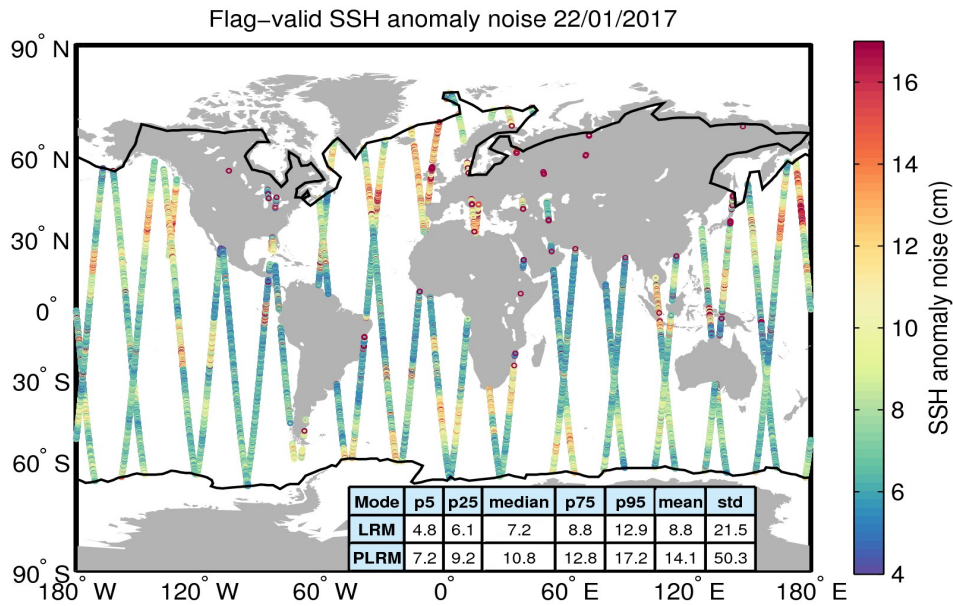 Flag–valid SSH anomaly noise 22/01/2017
90° N
60° N
30° N
0°
30° S
60° S
90° S
180° W
120° W
60° W
0°
60° E
120° E
180° E
Mode p5 p25 median p75 p95 mean std
LRM 4.8 6.1 7.2 8.8 12.9 8.8 21.5
PLRM 7.2 9.2 10.8 12.8 17.2 14.1 50.3
16
14
12
10
8
6
4
SSH anomaly noise (cm)